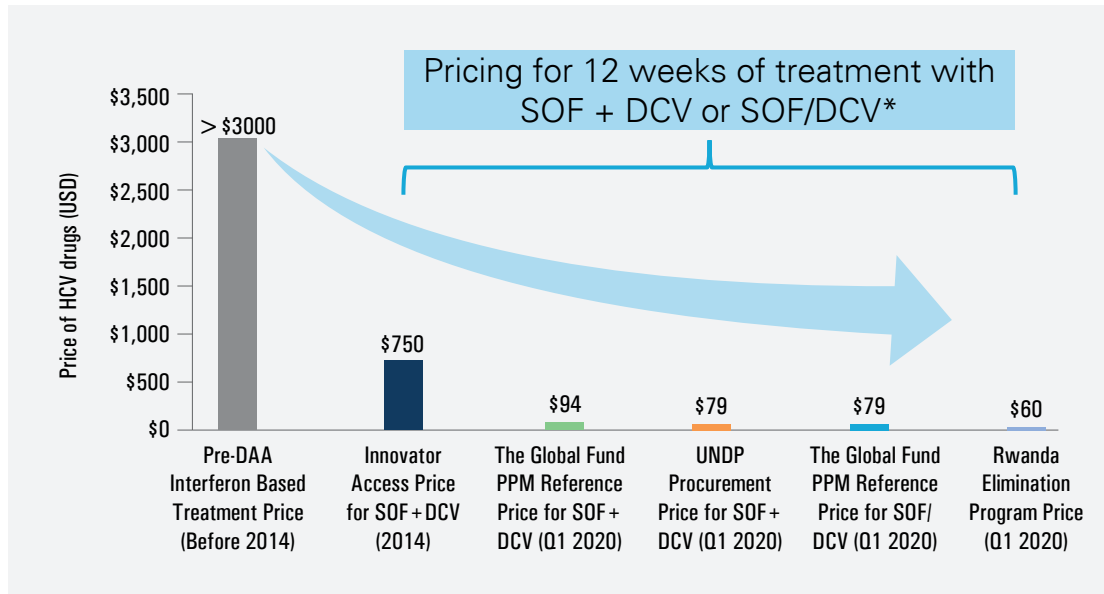 Pricing for 12 weeks of treatment with
SOF + DCV or SOF/DCV*
Price of HCV drugs (USD)
$3,500
$3,000
$2,500
$2,000
$1,500
$1,000
$500
$0
> $3000
$750
$94
$79
$79
$60
Pre-DAA
Interferon Based
Treatment Price
(Before 2014)
Innovator
Access Price
for SOF+DCV
(2014)
The Global Fund
PPM Reference
Price for SOF+
DCV (Q1 2020)
UNDP
Procurement
Price for SOF+
DCV (Q1 2020)
The Global Fund
PPM Reference
Price for SOF/
DCV (Q1 2020)
Rwanda
Elimination
Program Price
(Q1 2020)